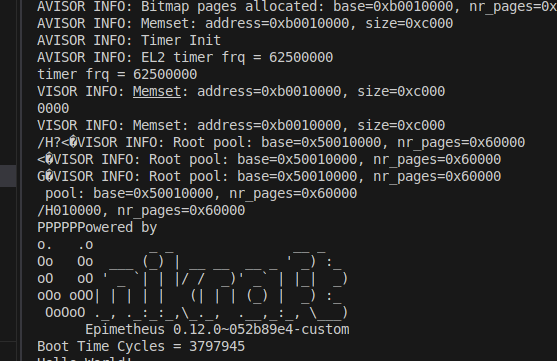 AVISOR INFO: Bitmap pages allocated: base=0xb0010000, nr_pages=0x
AVISOR INFO: Memset: address=0xb0010000, size=0xc000
AVISOR INFO: Timer Init
AVISOR INFO: EL2 timer frq = 62500000
timer frq = 62500000
VISOR INFO: Memset: address=0xb0010000, size=0xc000
0000
VISOR INFO: Memset: address=0xb0010000, size=0xc000
/H?<�VISOR INFO: Root pool: base=0x50010000, nr_pages=0x60000
<�VISOR INFO: Root pool: base=0x50010000, nr_pages=0x60000
G�VISOR INFO: Root pool: base=0x50010000, nr_pages=0x60000
pool: base=0x50010000, nr_pages=0x60000
/H010000, nr_pages=0x60000
PPPPPPPowered by
o.   .o       _ _               __ _
Oo   Oo  ___ (_) | __ __  __ _ ' _) :_
oO   oO ' _ `| | |/ /  _)' _` | |_|  _)
oOo oOO| | | | |   (| | | (_) |  _) :_
 OoOoO ._, ._:_:_,\_._,  .__,_:_, \___)
Epimetheus 0.12.0~052b89e4-custom
Boot Time Cycles = 3797945
Hello World!